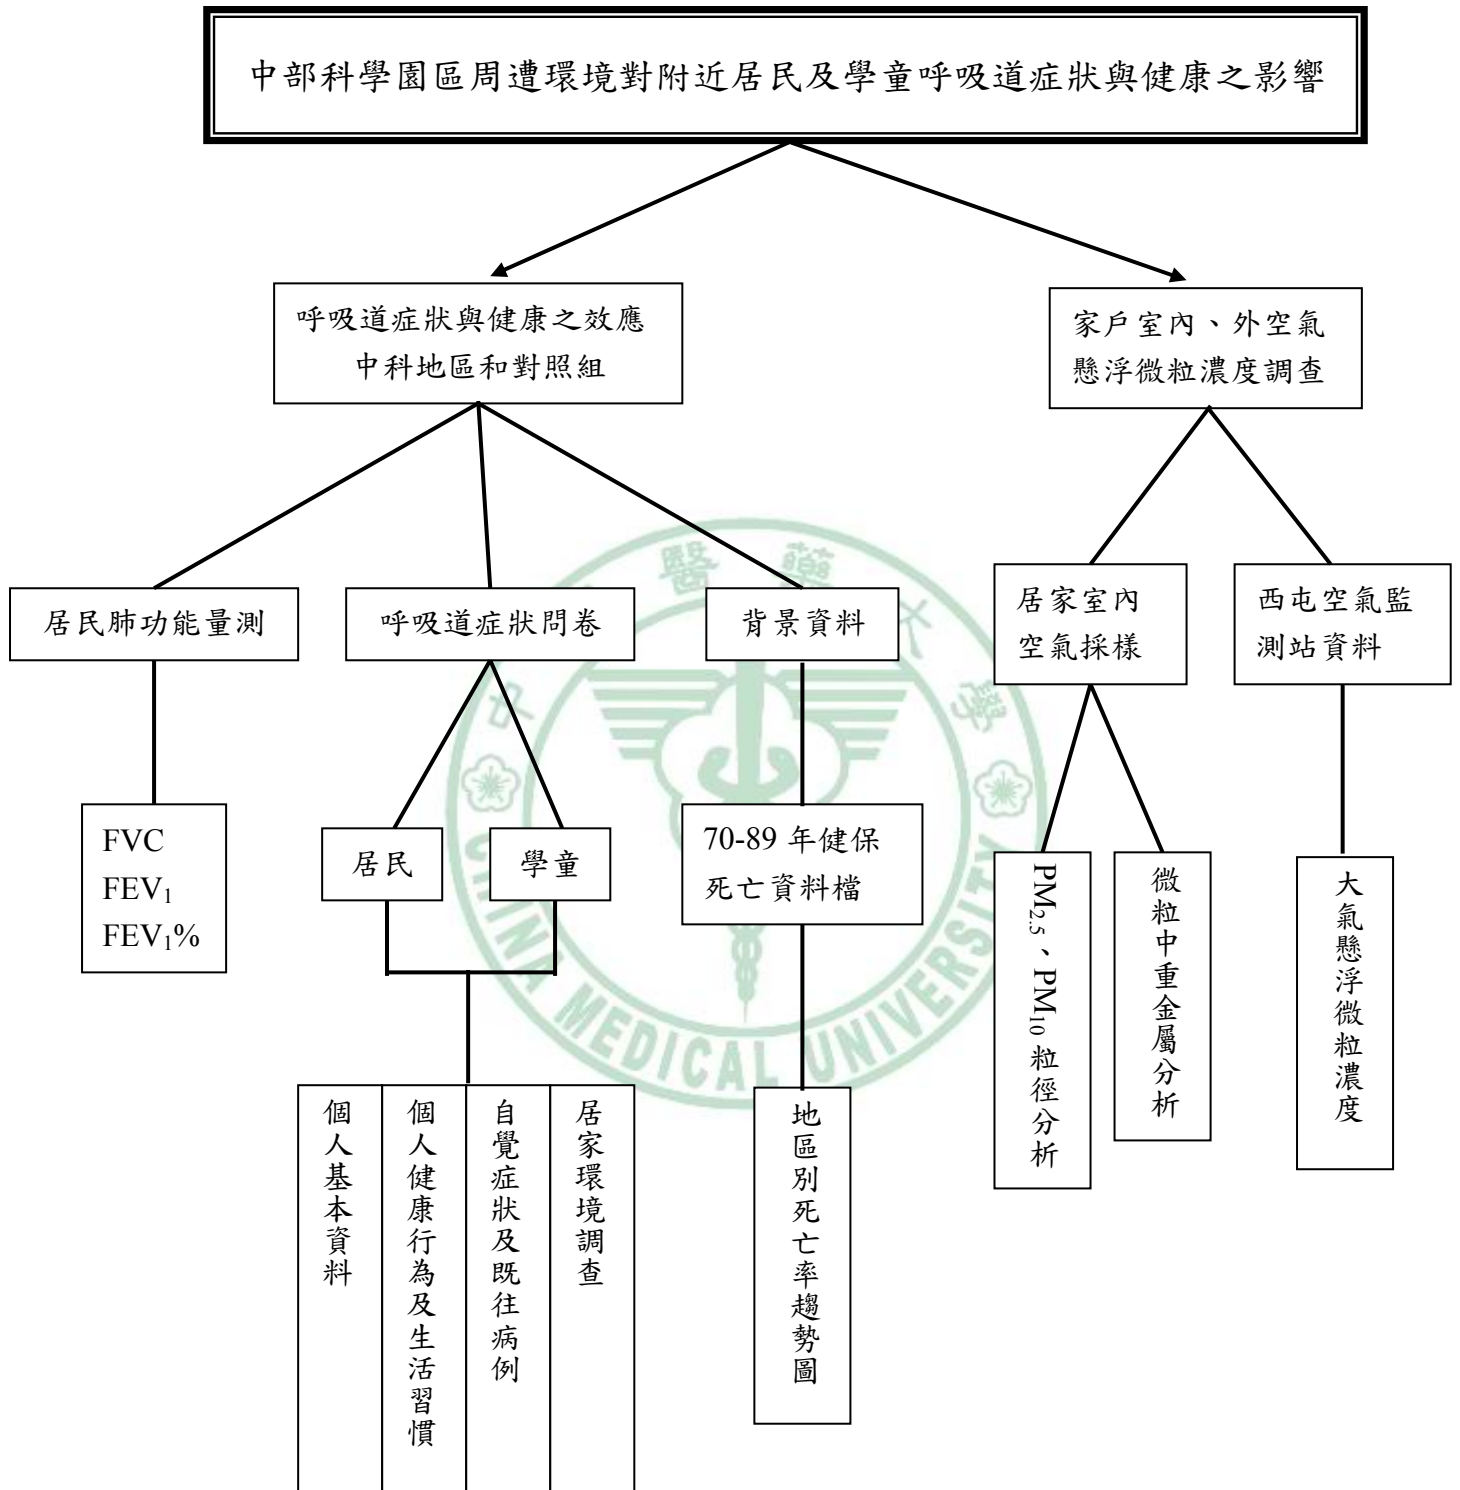 中部科學園區周遭環境對附近居民及學童呼吸道症狀與健康之影響
呼吸道症狀與健康之效應
中科地區和對照組
家戶室內、外空氣
懸浮微粒濃度調查
居民肺功能量測
呼吸道症狀問卷
背景資料
居家室內
空氣採樣
西屯空氣監
測站資料
FVC
FEV₁
FEV₁%
居民
學童
70-89 年健保
死亡資料檔
PM₂.₅、PM₁₀ 粒徑分析
微粒中重金屬分析
大氣懸浮微粒濃度
個人基本資料
個人健康行為及生活習慣
自覺症狀及既往病例
居家環境調查
地區別死亡率趨勢圖
中國醫藥大學
CHINA MEDICAL UNIVERSITY